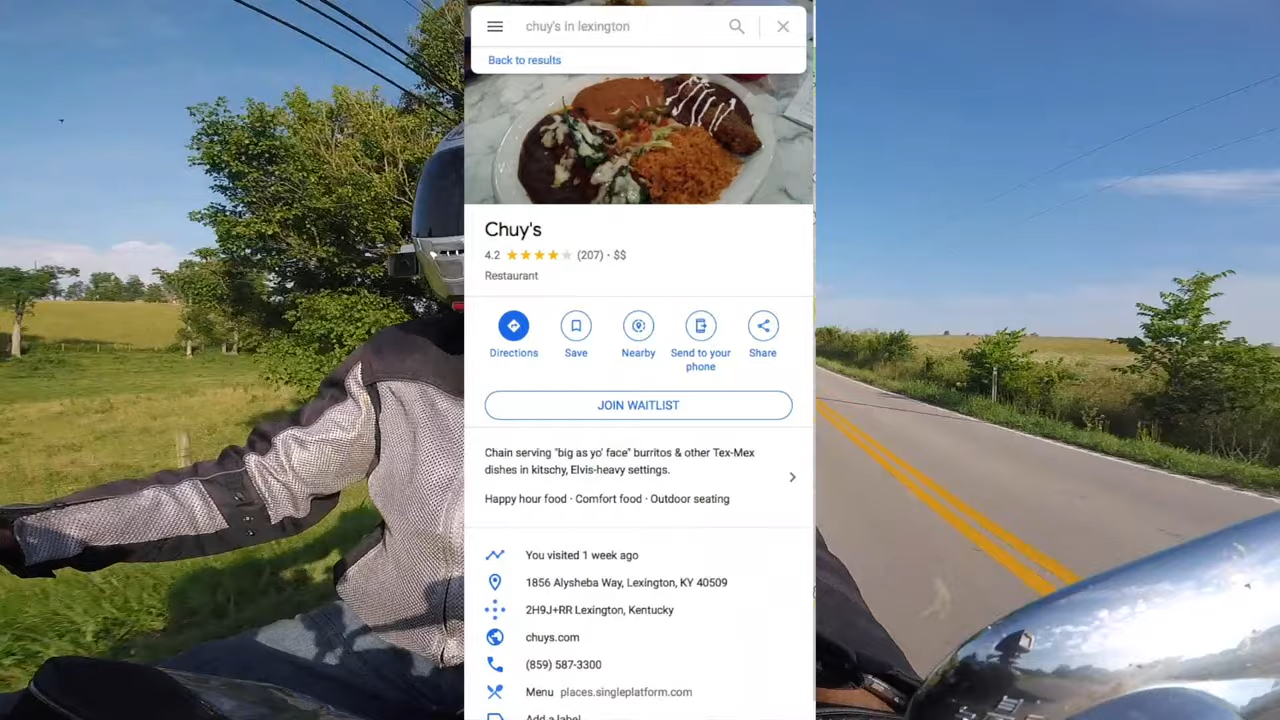 chuy's in lexington
Back to results
Chuy's
4.2 (207) · $$
Restaurant
Directions
Save
Nearby
Send to your
phone
Share
JOIN WAITLIST
Chain serving "big as yo' face" burritos & other Tex-Mex
dishes in kitschy, Elvis-heavy settings.
Happy hour food · Comfort food · Outdoor seating
You visited 1 week ago
1856 Alysheba Way, Lexington, KY 40509
2H9J+RR Lexington, Kentucky
chuys.com
(859) 587-3300
Menu places.singleplatform.com
Add a label